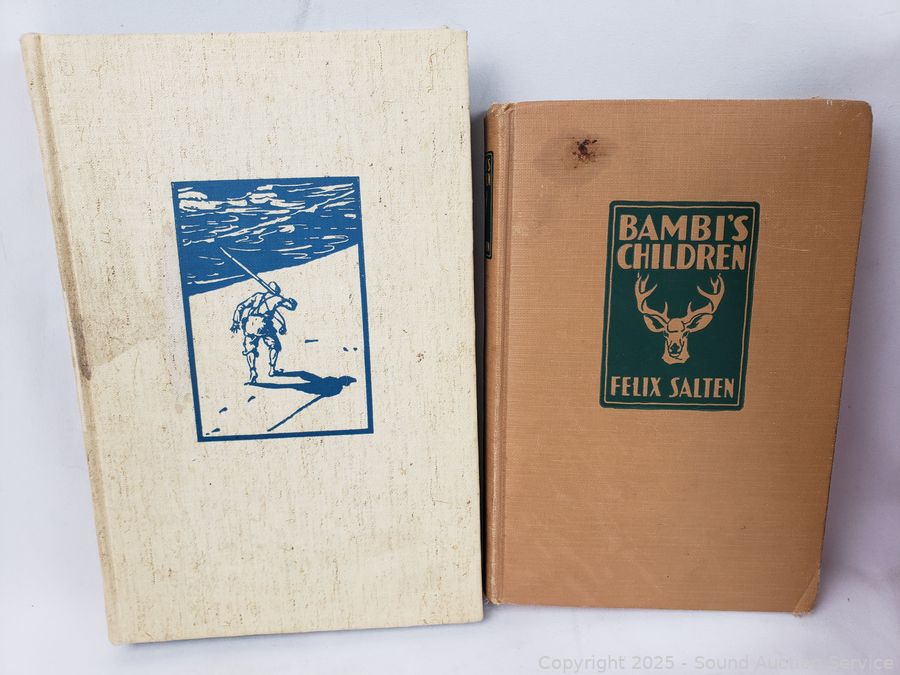 BAMBI'S
CHILDREN
FELIX SALTEN
Copyright 2025 - Sound Auction Service